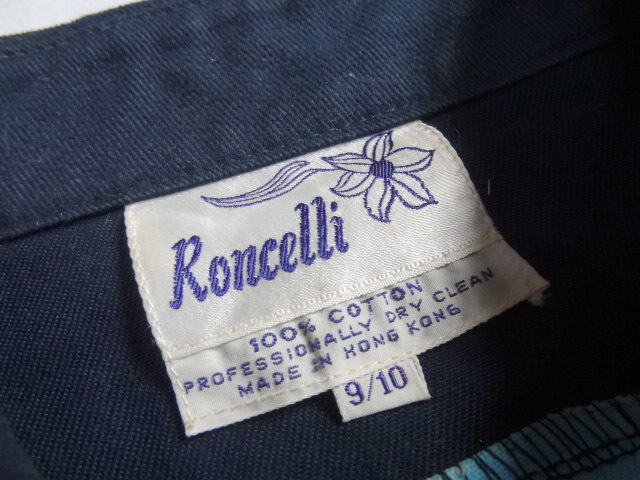 Roncelli
100% COTTON
PROFESSIONALLY DRY CLEAN
MADE IN HONG KONG
9/10